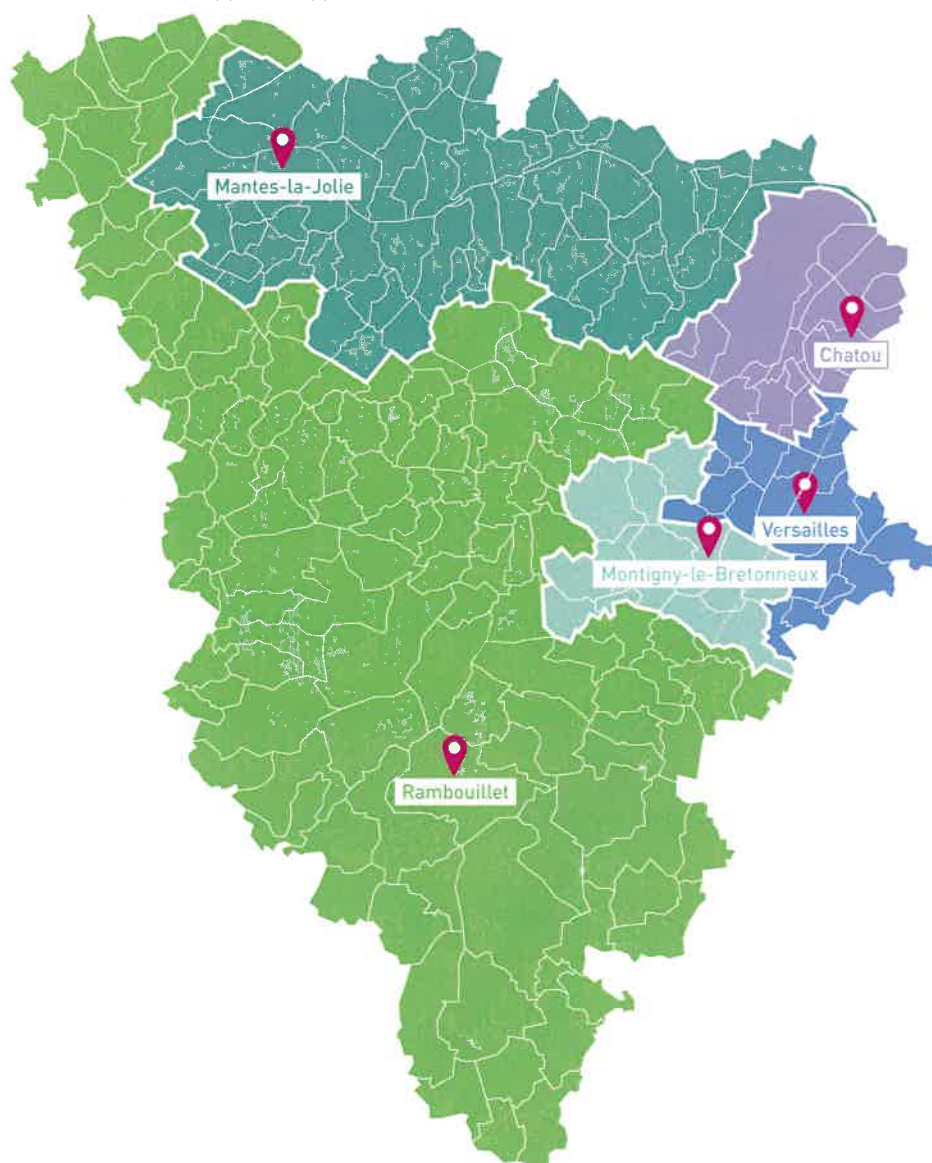 Mantes-la-Jolie
Chatou
Versailles
Montigny-le-Bretonneux
Rambouillet